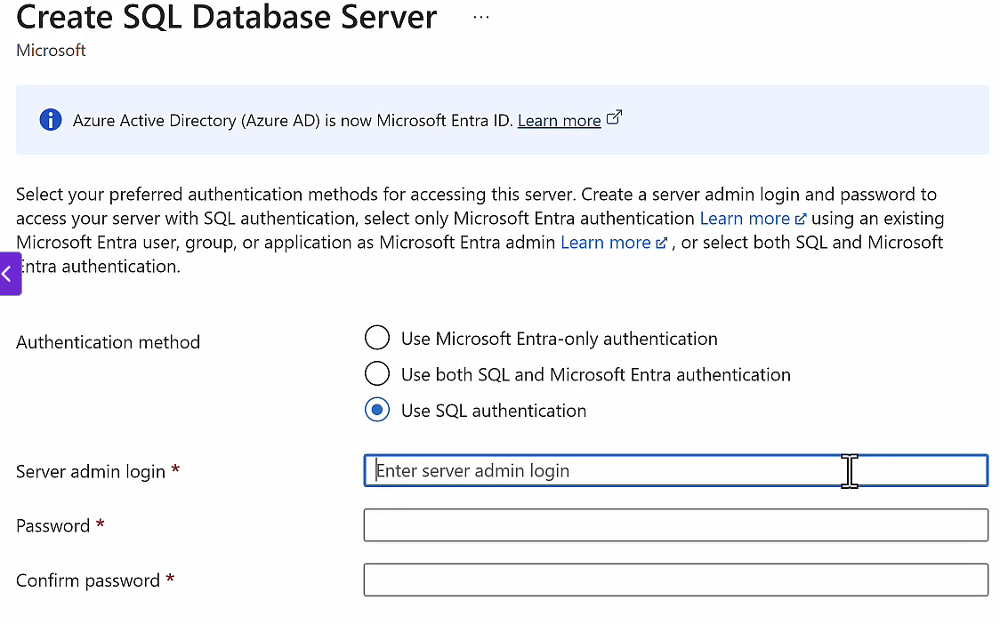 Create SQL Database Server ...
Microsoft
Azure Active Directory (Azure AD) is now Microsoft Entra ID. Learn more
Select your preferred authentication methods for accessing this server. Create a server admin login and password to
access your server with SQL authentication, select only Microsoft Entra authentication Learn more using an existing
Microsoft Entra user, group, or application as Microsoft Entra admin Learn more , or select both SQL and Microsoft
Entra authentication.
Authentication method
Use Microsoft Entra-only authentication
Use both SQL and Microsoft Entra authentication
Use SQL authentication
Server admin login *
Enter server admin login
Password *
Confirm password *